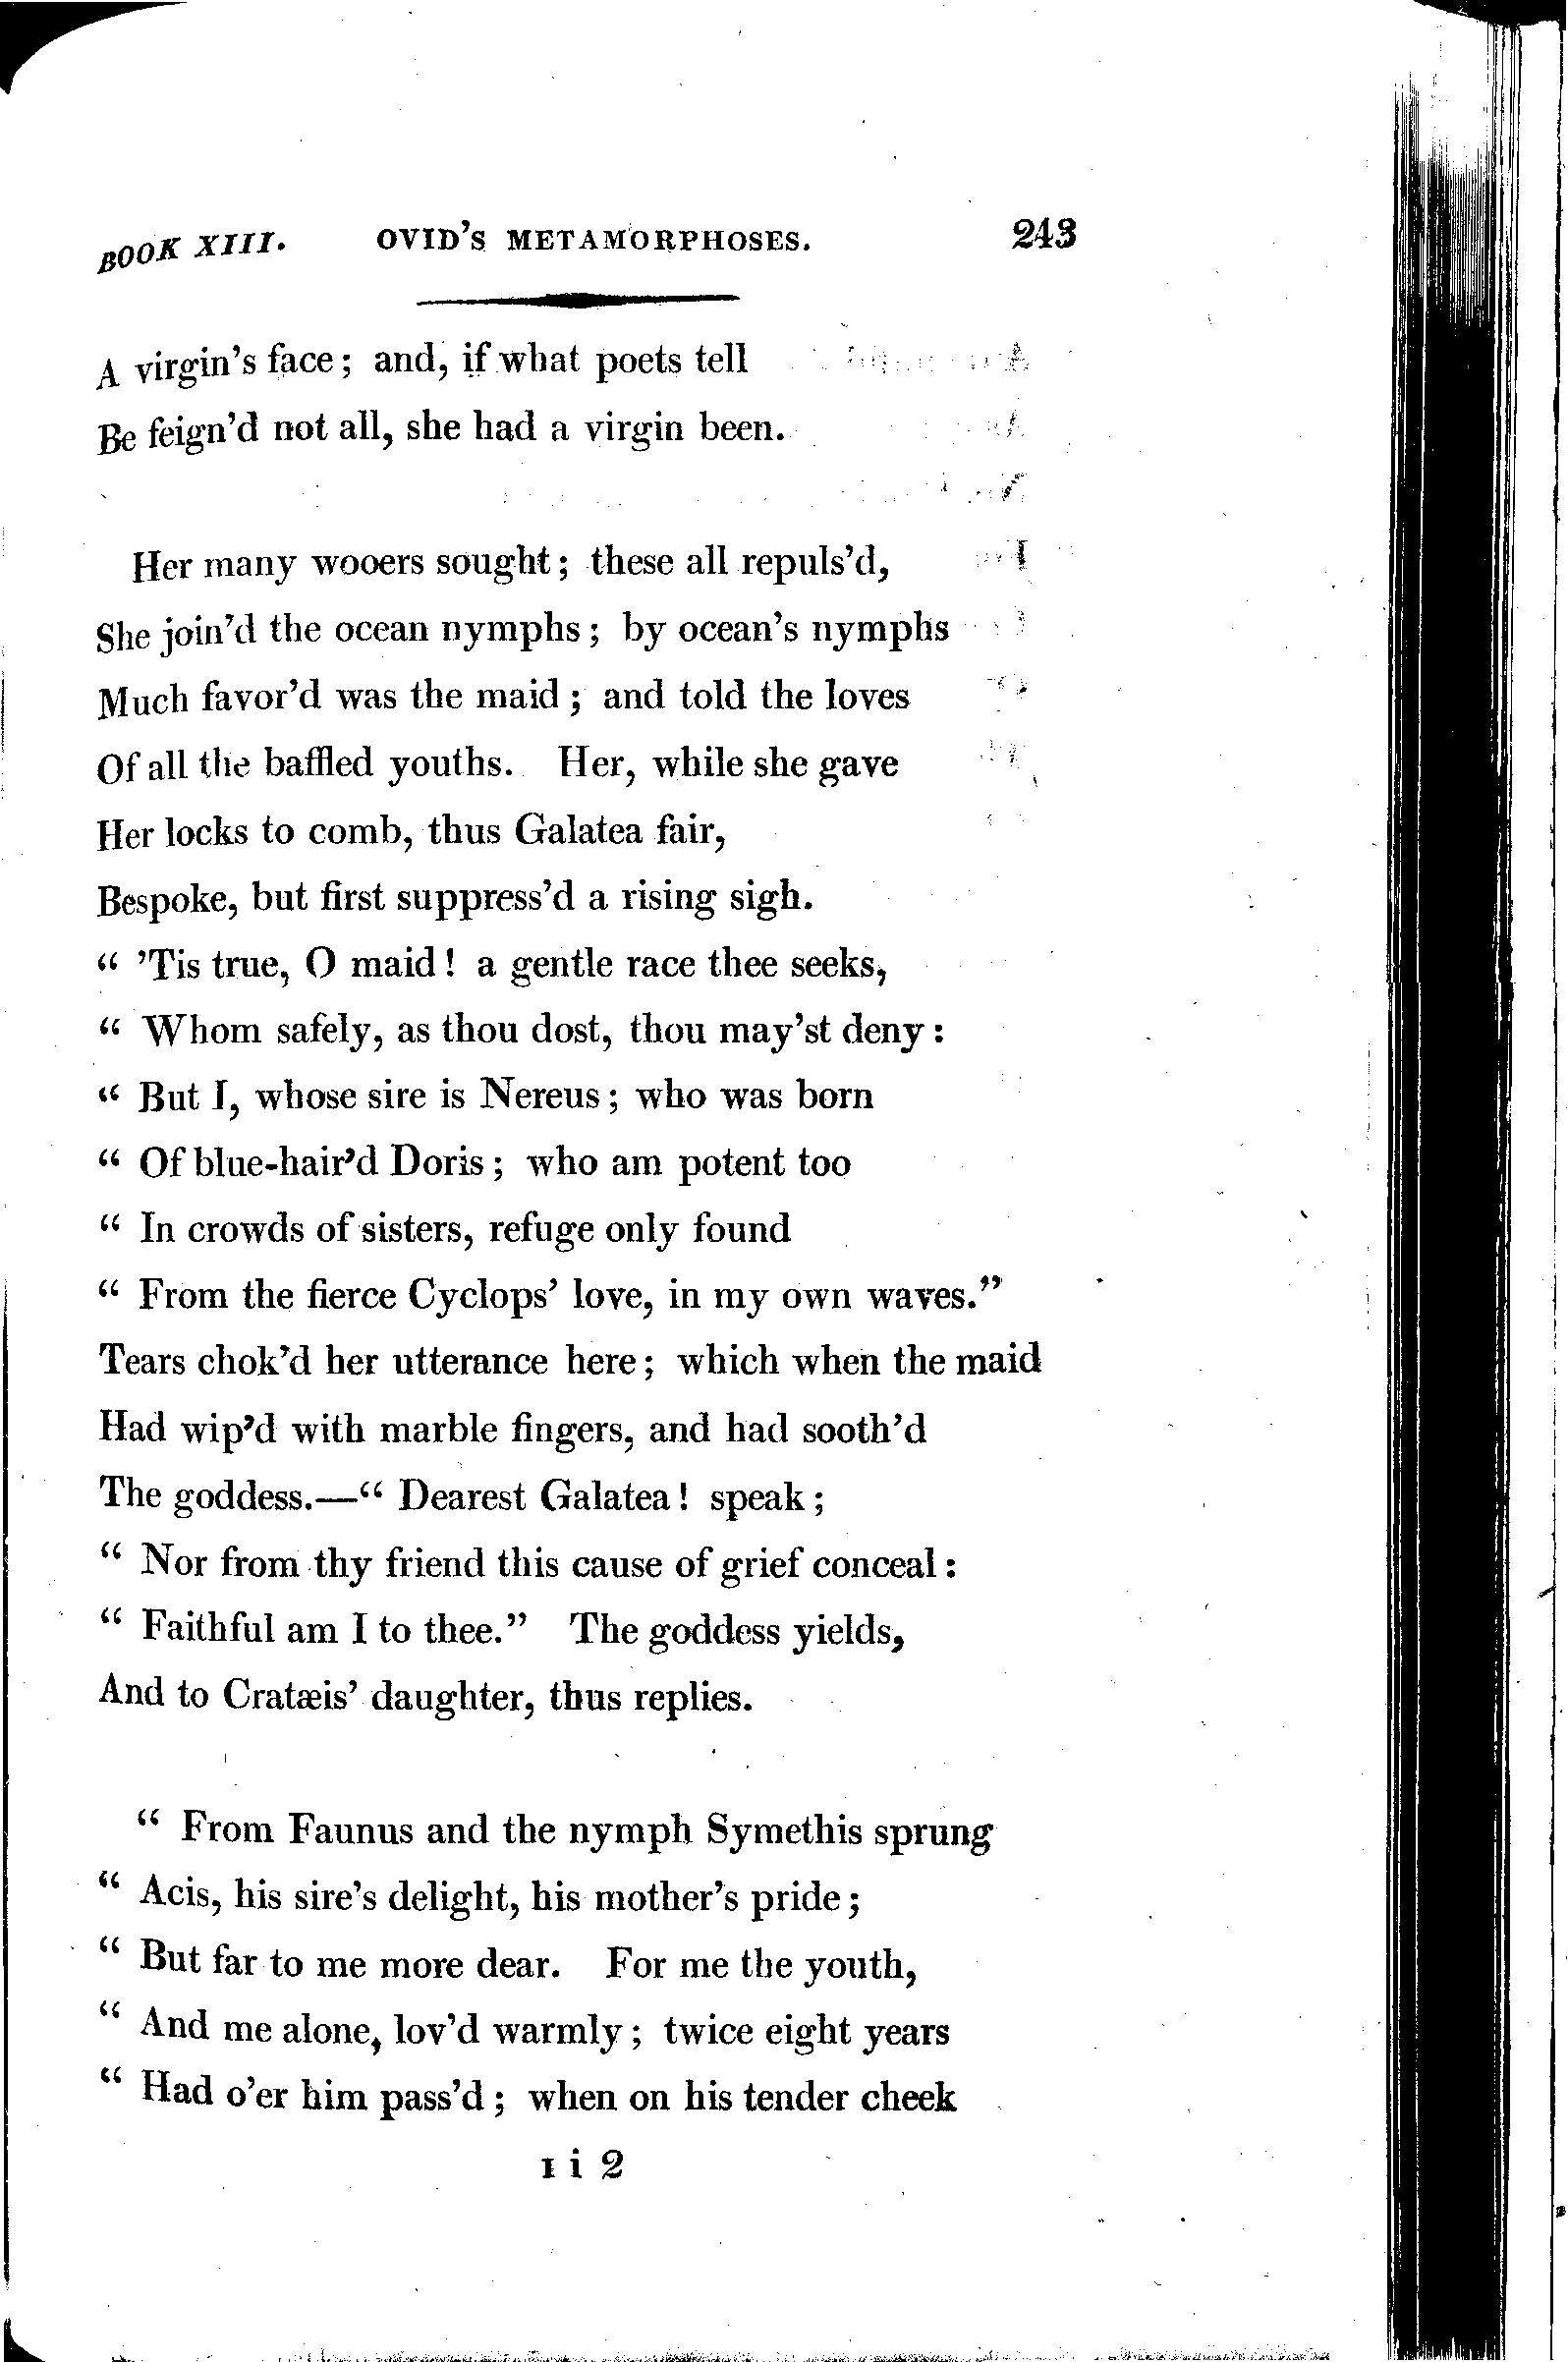 BOOK XIII. OVID'S METAMORPHOSES. 243
A virgin's face; and, if what poets tell
Be feign'd not all, she had a virgin been.
Her many wooers sought; these all repuls'd,
She join'd the ocean nymphs; by ocean's nymphs
Much favor'd was the maid; and told the loves
Of all the baffled youths. Her, while she gave
Her locks to comb, thus Galatea fair,
Bespoke, but first suppress'd a rising sigh.
“ 'Tis true, O maid! a gentle race thee seeks,
“ Whom safely, as thou dost, thou may'st deny:
“ But I, whose sire is Nereus; who was born
“ Of blue-hair'd Doris; who am potent too
“ In crowds of sisters, refuge only found
“ From the fierce Cyclops' love, in my own waves.”
Tears chok'd her utterance here; which when the maid
Had wip'd with marble fingers, and had sooth'd
The goddess.—“ Dearest Galatea! speak;
“ Nor from thy friend this cause of grief conceal:
“ Faithful am I to thee.” The goddess yields,
And to Cratæis' daughter, thus replies.
“ From Faunus and the nymph Symethis sprung
“ Acis, his sire's delight, his mother's pride;
“ But far to me more dear. For me the youth,
“ And me alone, lov'd warmly; twice eight years
“ Had o'er him pass'd; when on his tender cheek
I i 2